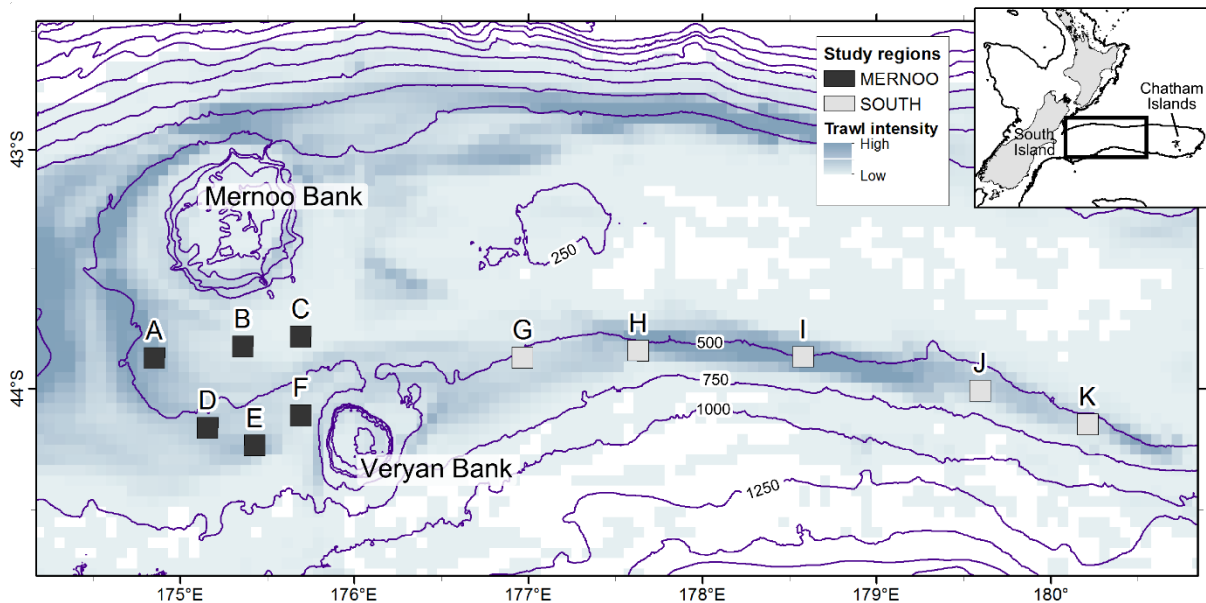 Study regions
MERNOO
SOUTH
Trawl intensity
High
Low
Chatham
Islands
South
Island
43°S
44°S
Mernoo Bank
250
A
B
C
D
E
F
G
H
I
J
K
500
750
1000
1250
Veryan Bank
175°E
176°E
177°E
178°E
179°E
180°E